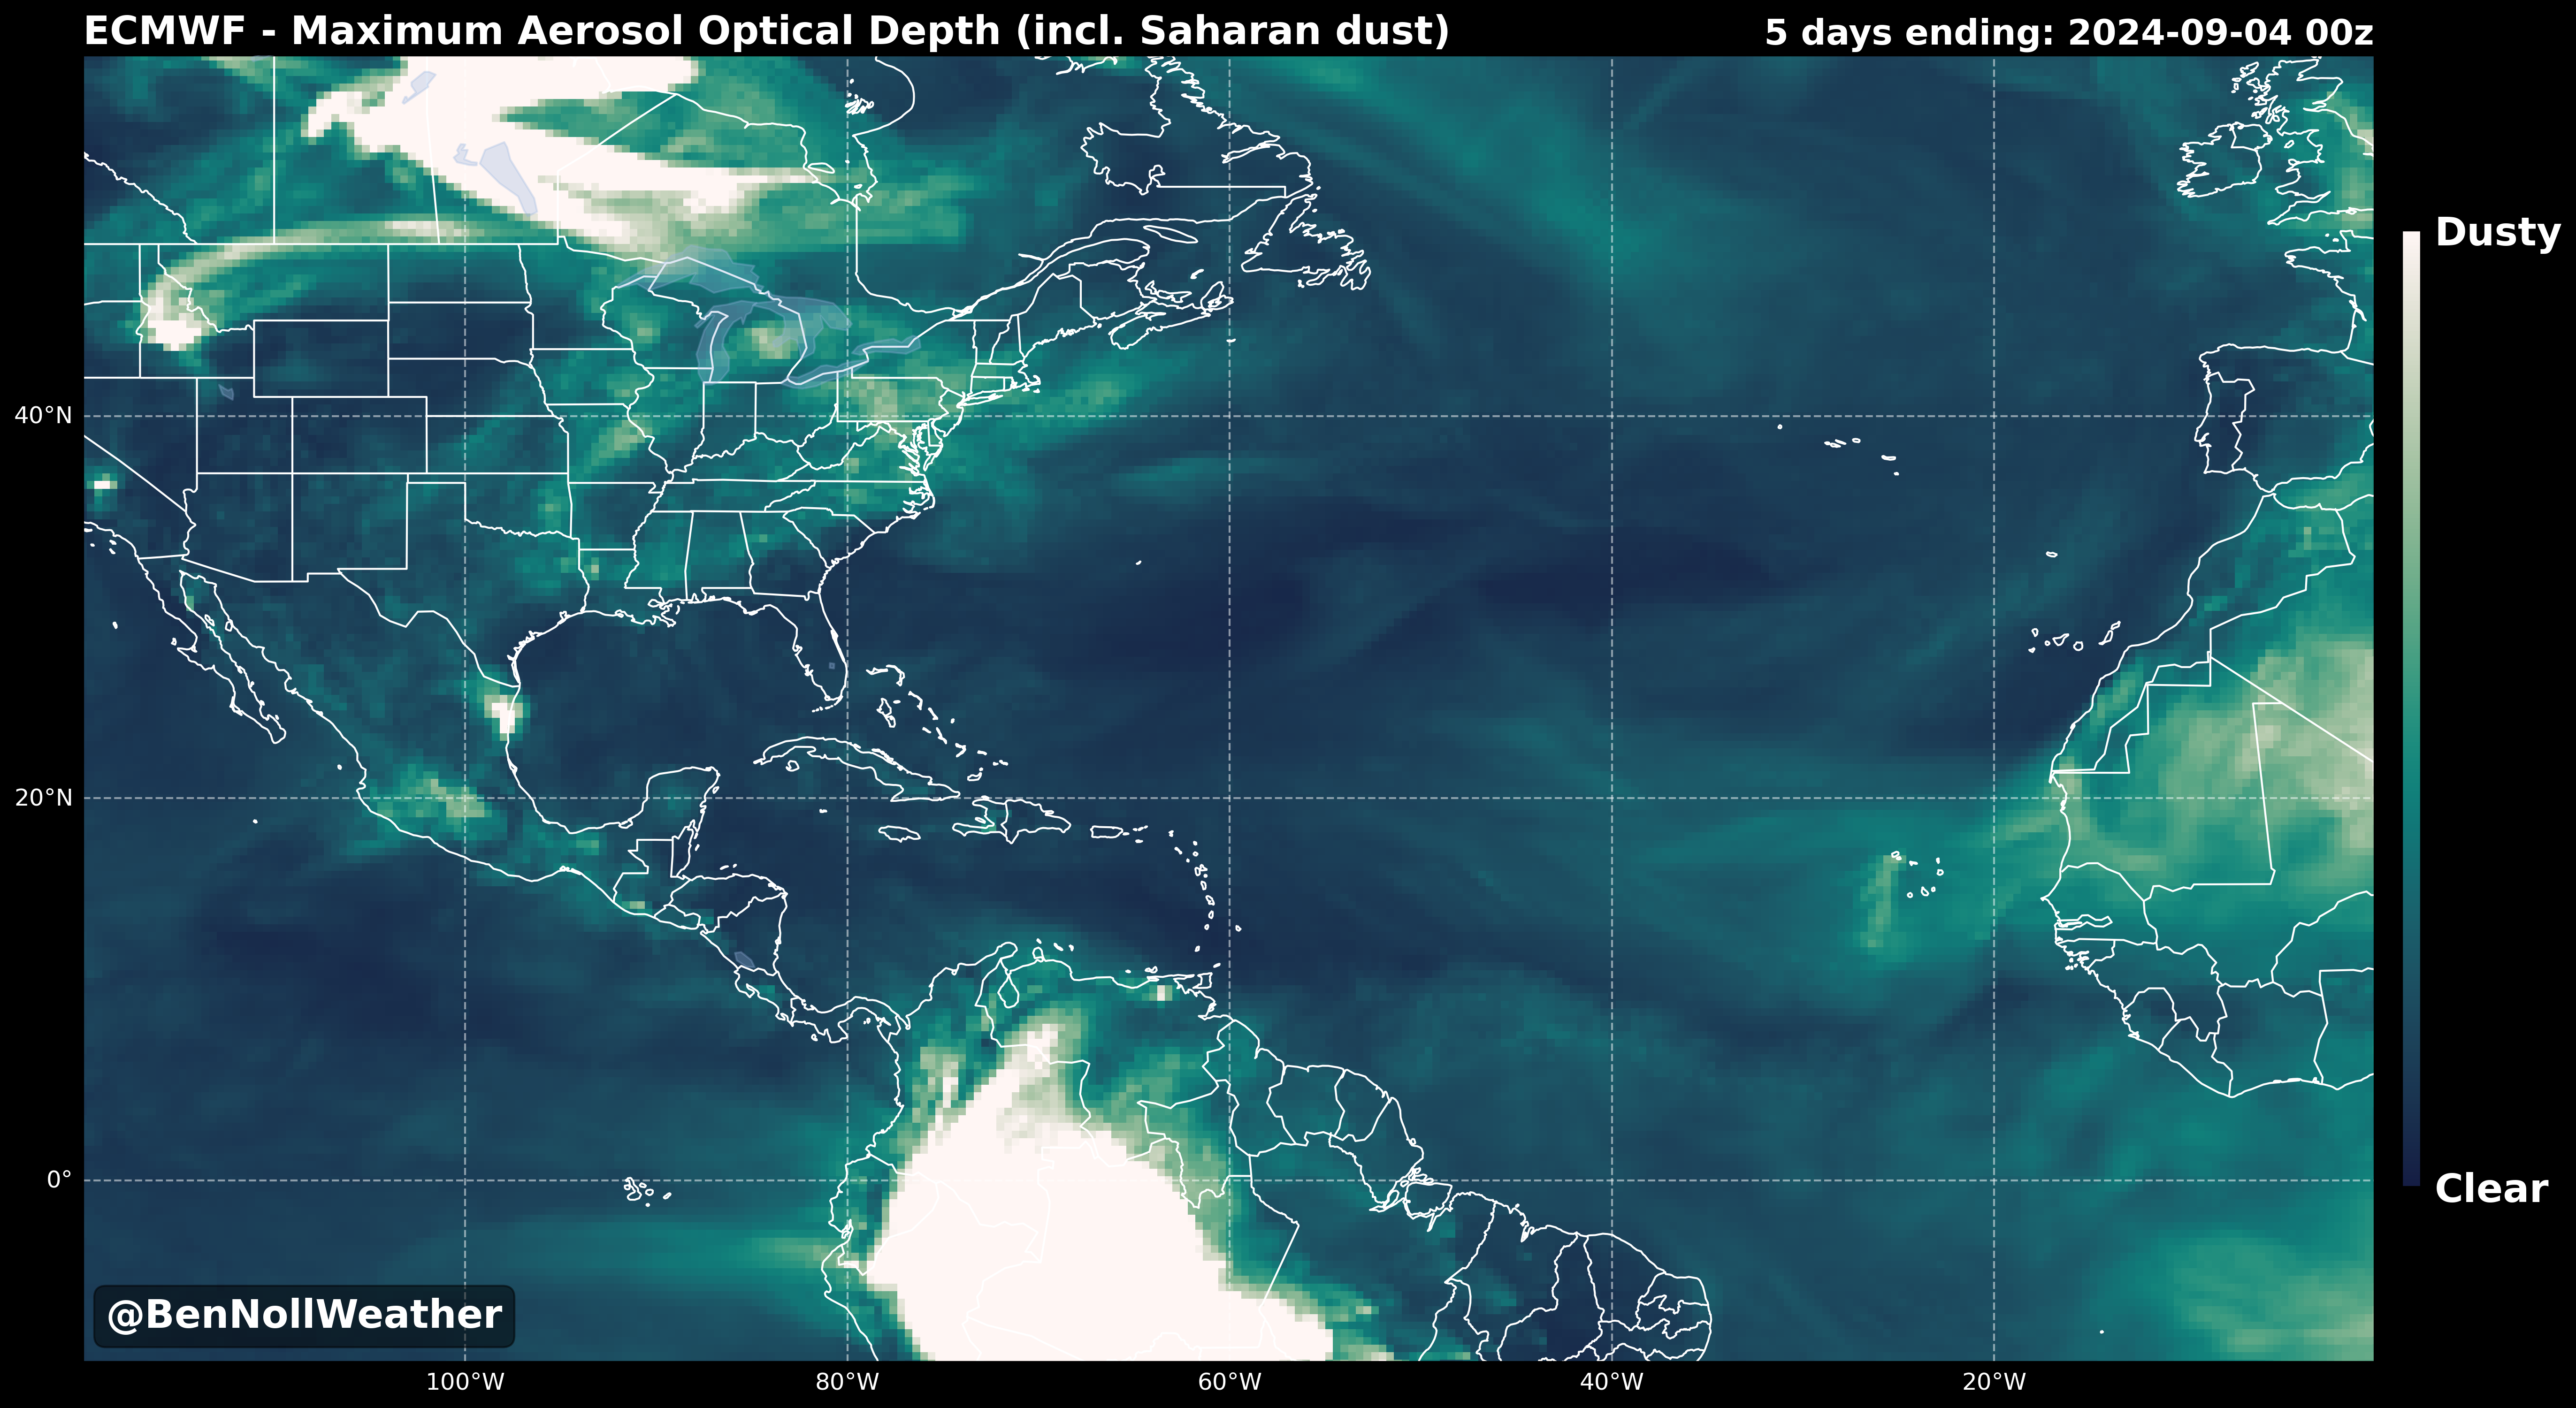 ECMWF - Maximum Aerosol Optical Depth (incl. Saharan dust)
5 days ending: 2024-09-04 00z
Dusty
40°N
20°N
0°
Clear
@BenNollWeather
100°W
80°W
60°W
40°W
20°W